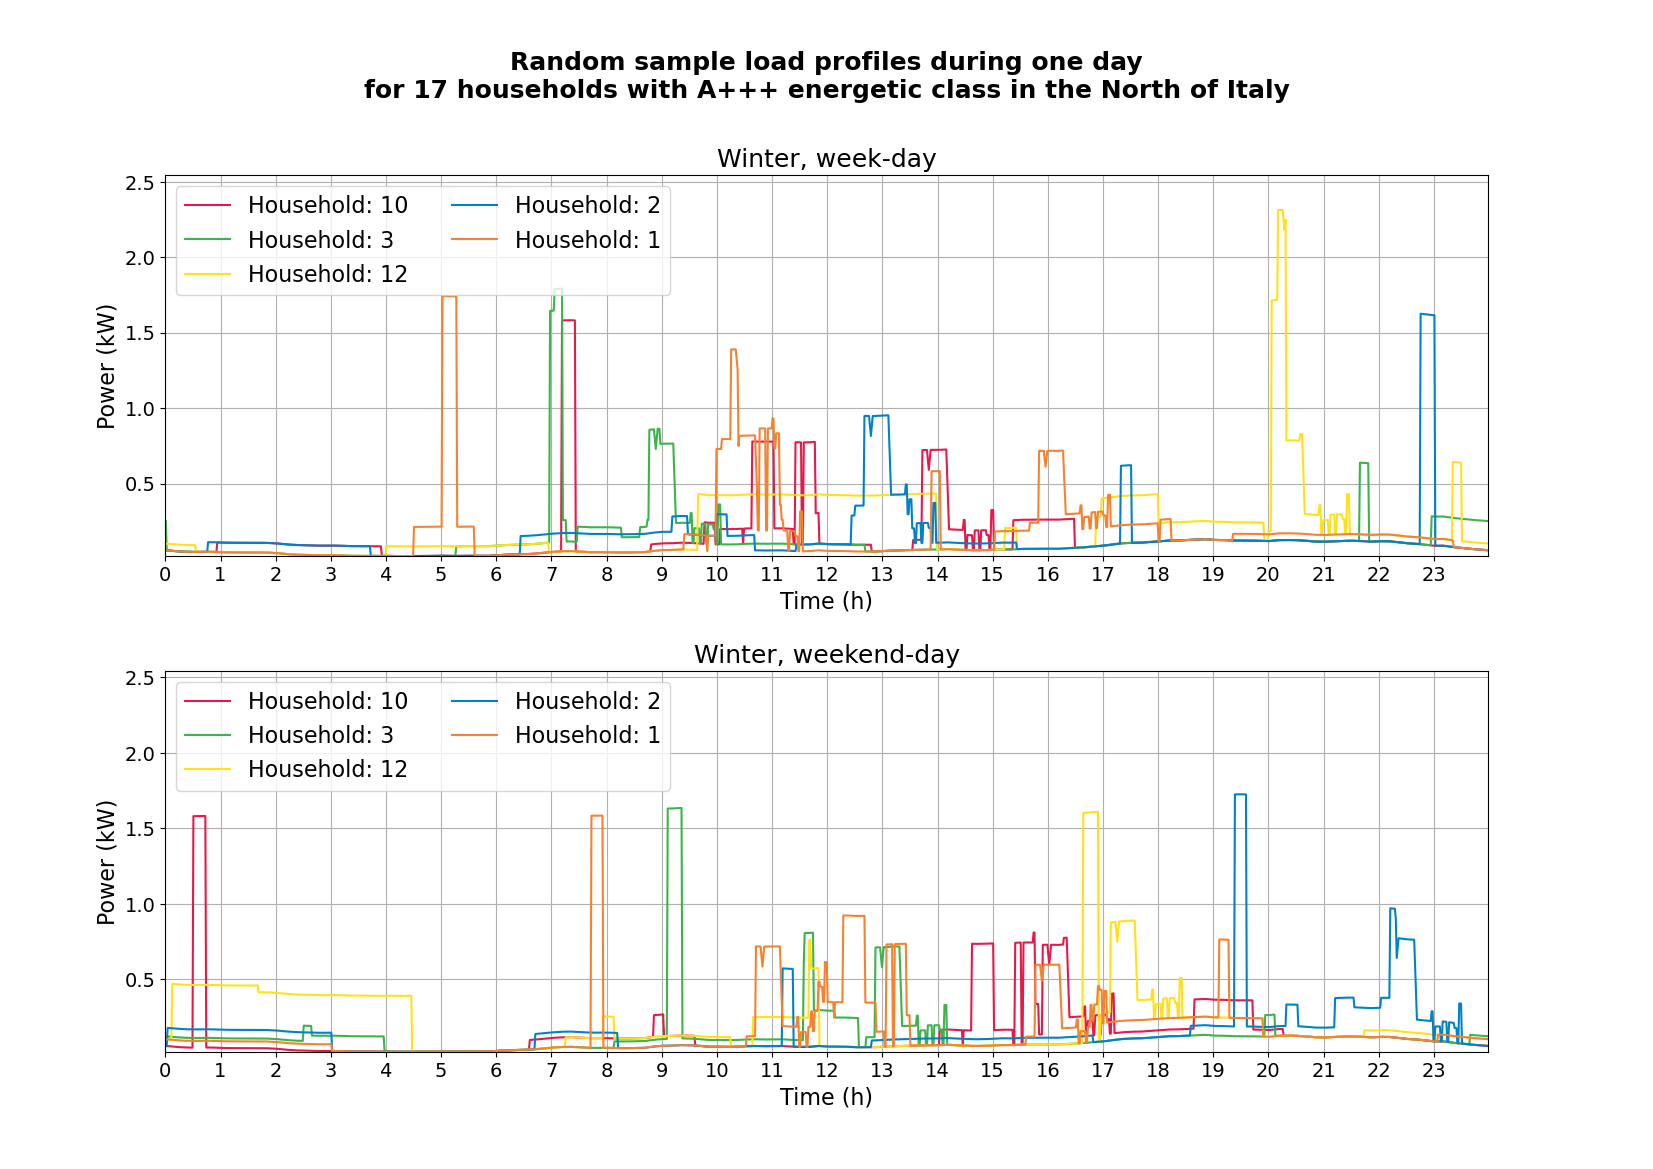 Random sample load profiles during one day
for 17 households with A+++ energetic class in the North of Italy
Winter, week-day
2.5
2.0
1.5
1.0
0.5
Power (kW)
Household: 10
Household: 3
Household: 12
Household: 2
Household: 1
0 1 2 3 4 5 6 7 8 9 10 11 12 13 14 15 16 17 18 19 20 21 22 23
Time (h)
Winter, weekend-day
2.5
2.0
1.5
1.0
0.5
Power (kW)
Household: 10
Household: 3
Household: 12
Household: 2
Household: 1
0 1 2 3 4 5 6 7 8 9 10 11 12 13 14 15 16 17 18 19 20 21 22 23
Time (h)